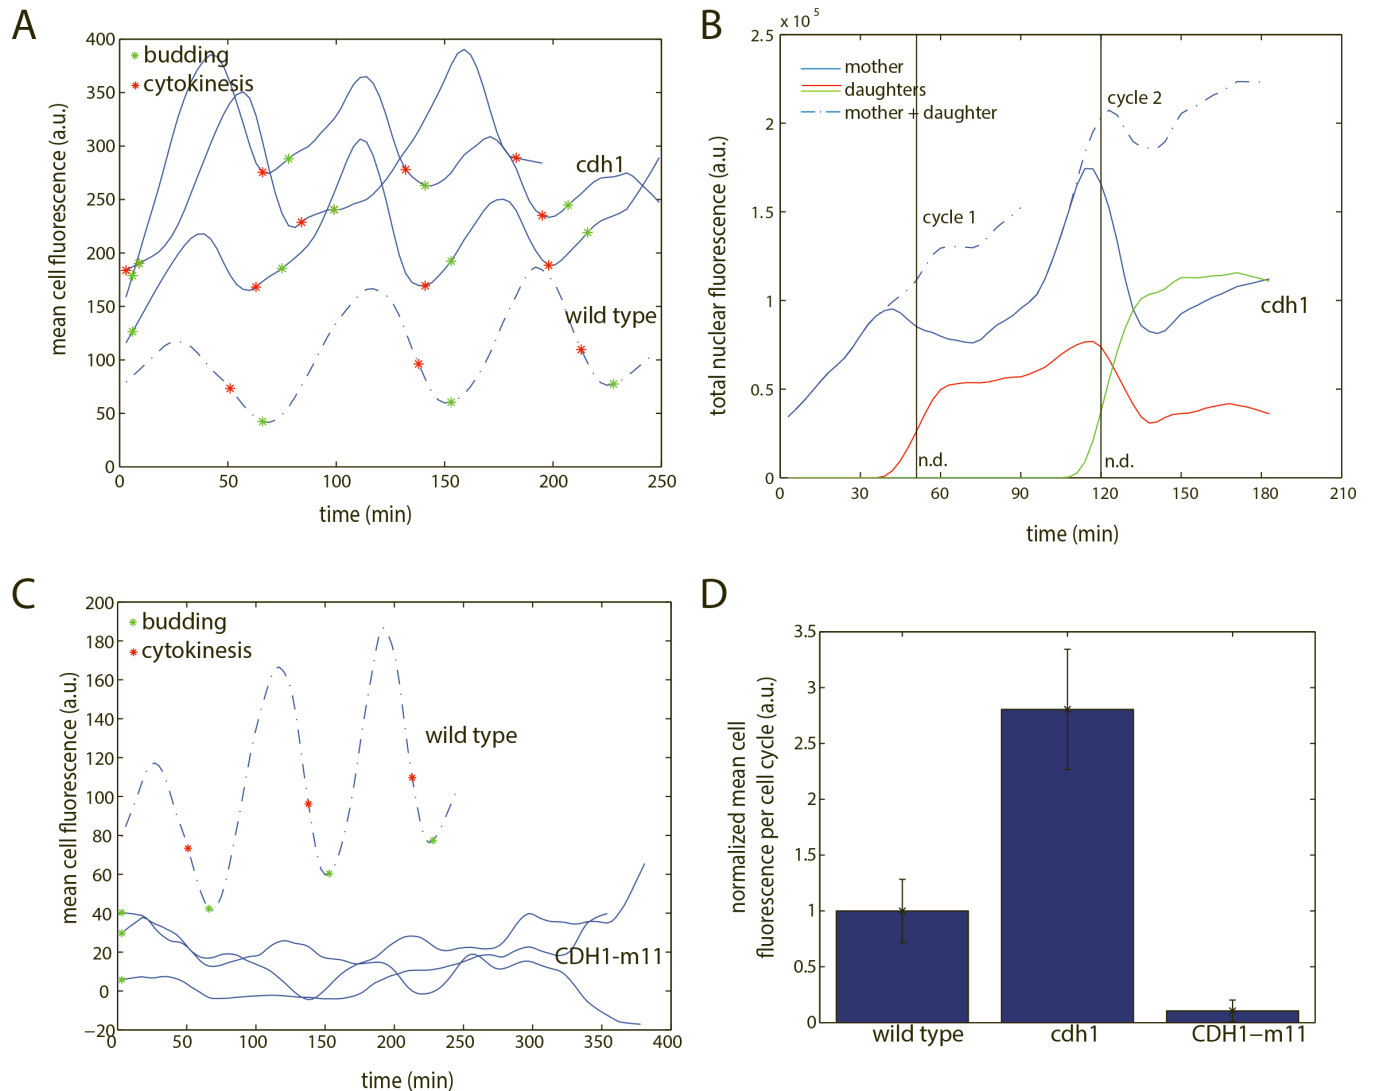 A
400
350
300
250
200
150
100
50
0
mean cell fluorescence (a.u.)
budding
cytokinesis
cdh1
wild type
0 50 100 150 200 250
time (min)
B
x 10 5
2.5
2
1.5
1
0.5
0
total nuclear fluorescence (a.u.)
mother
daughters
mother + daughter
cycle 2
cycle 1
cdh1
n.d. n.d.
0 30 60 90 120 150 180 210
time (min)
C
200
180
160
140
120
100
80
60
40
20
0
−20
mean cell fluorescence (a.u.)
budding
cytokinesis
wild type
CDH1-m11
0 50 100 150 200 250 300 350 400
time (min)
D
3.5
3
2.5
2
1.5
1
0.5
0
normalized mean cell
fluorescence per cell cycle (a.u.)
wild type cdh1 CDH1−m11